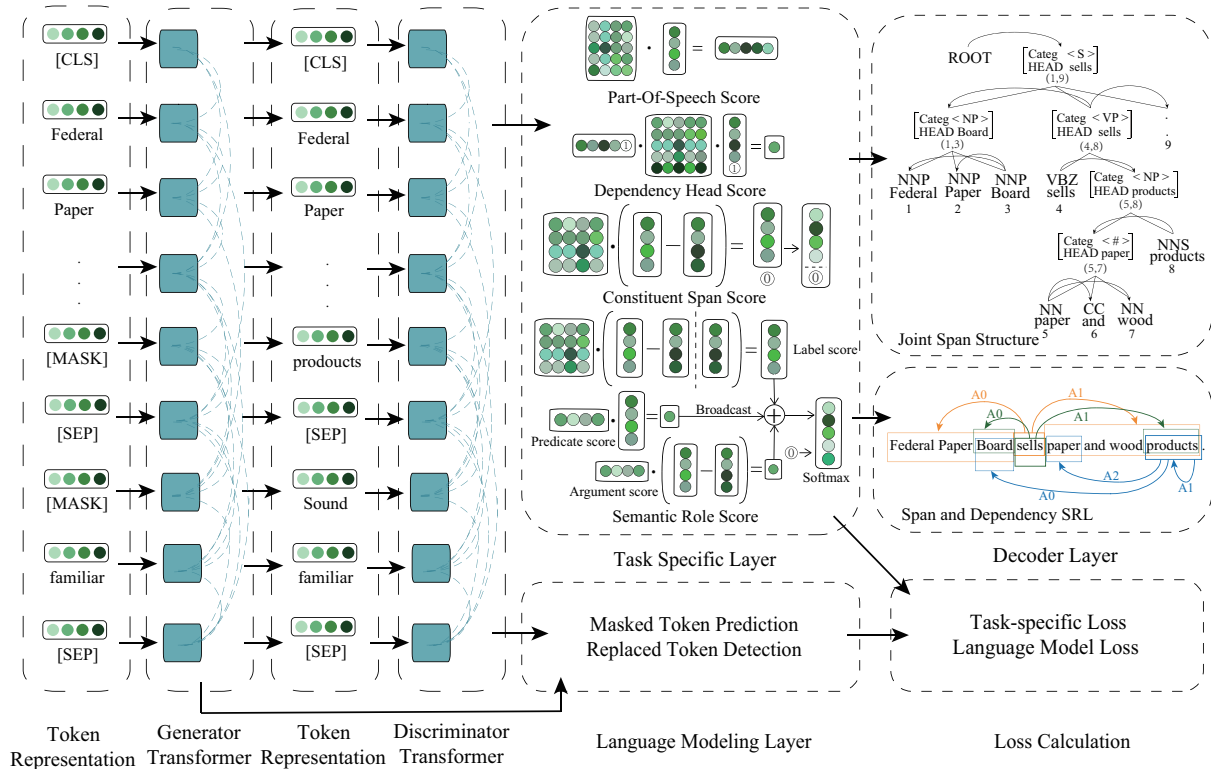 [CLS]
Federal
Paper
.
.
.
[MASK]
[SEP]
[MASK]
familiar
[SEP]
Token
Representation
Generator
Transformer
[CLS]
Federal
Paper
.
.
.
prodoucts
[SEP]
Sound
familiar
[SEP]
Token
Representation
Discriminator
Transformer
· =
Part-Of-Speech Score
① · · ① =
Dependency Head Score
· ( − ) = ⓪ → ⓪
Constituent Span Score
· ( − − ) =
Label score
Predicate score · =
Broadcast
+
Argument score · ( − ) =
⓪
Softmax
Semantic Role Score
Task Specific Layer
Masked Token Prediction
Replaced Token Detection
Language Modeling Layer
ROOT
Categ < S >
HEAD sells
(1,9)
Categ < NP >
HEAD Board
(1,3)
Categ < VP >
HEAD sells
(4,8)
.
.
9
NNP
Federal
1
NNP
Paper
2
NNP
Board
3
VBZ
sells
4
Categ < NP >
HEAD products
(5,8)
Categ < # >
HEAD paper
(5,7)
NNS
products
8
NN
paper
5
CC
and
6
NN
wood
7
Joint Span Structure
A0 A1
A0 A1
Federal Paper Board sells paper and wood products .
A2 A1
A0
Span and Dependency SRL
Decoder Layer
Task-specific Loss
Language Model Loss
Loss Calculation